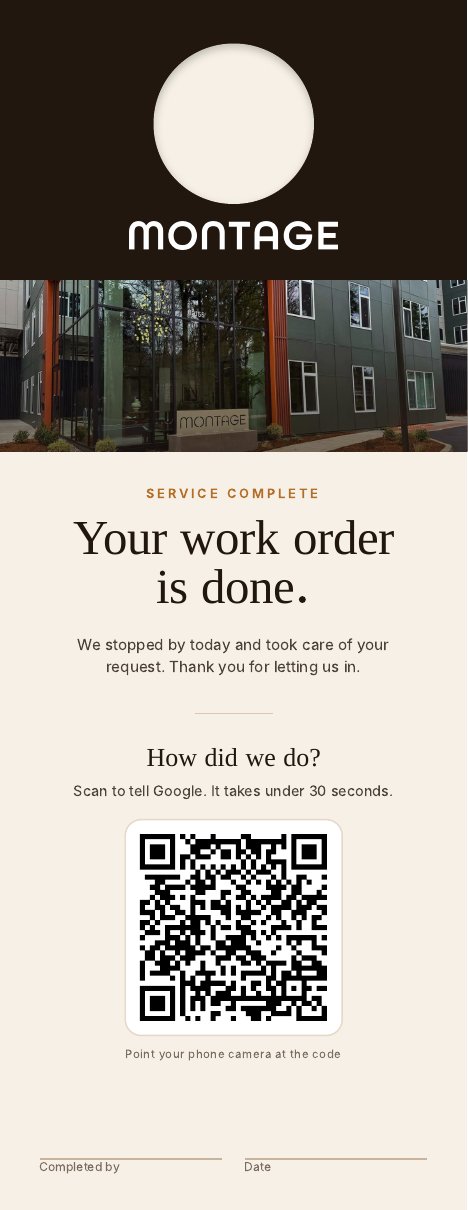 MONTAGE
MONTAGE
SERVICE COMPLETE
Your work order
is done.
We stopped by today and took care of your
request. Thank you for letting us in.
How did we do?
Scan to tell Google. It takes under 30 seconds.
Point your phone camera at the code
Completed by
Date